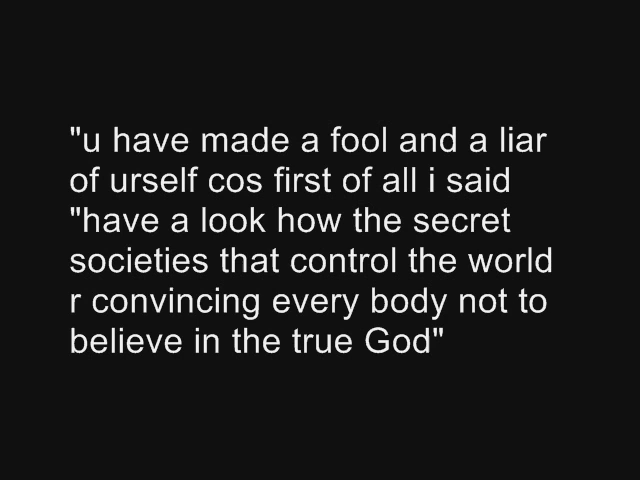 "u have made a fool and a liar
of urself cos first of all i said
"have a look how the secret
societies that control the world
r convincing every body not to
believe in the true God"